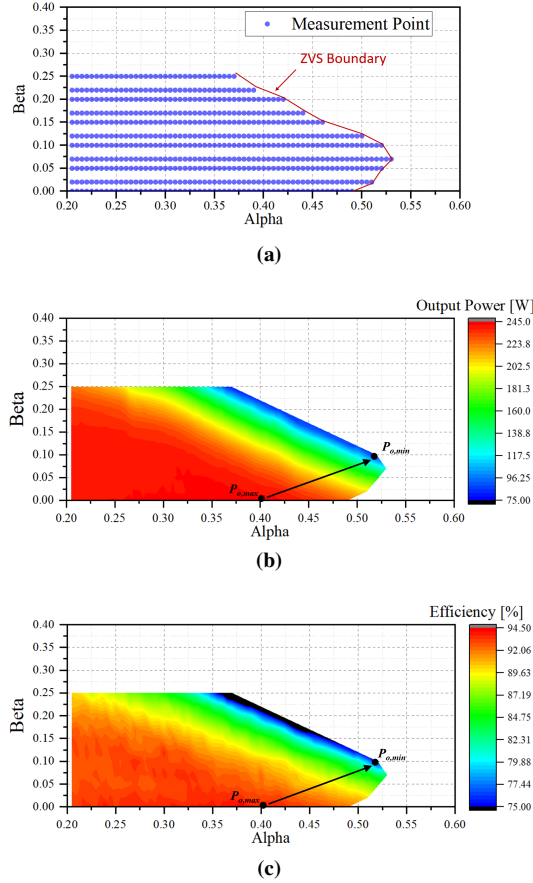 Measurement Point
ZVS Boundary
0.40
0.35
0.30
0.25
0.20
0.15
0.10
0.05
0.00
Beta
0.20 0.25 0.30 0.35 0.40 0.45 0.50 0.55 0.60
Alpha
(a)
Output Power [W]
0.40
0.35
0.30
0.25
0.20
0.15
0.10
0.05
0.00
Beta
Po,min
Po,max
245.0
223.8
202.5
181.3
160.0
138.8
117.5
96.25
75.00
0.20 0.25 0.30 0.35 0.40 0.45 0.50 0.55 0.60
Alpha
(b)
Efficiency [%]
0.40
0.35
0.30
0.25
0.20
0.15
0.10
0.05
0.00
Beta
Po,min
Po,max
94.50
92.06
89.63
87.19
84.75
82.31
79.88
77.44
75.00
0.20 0.25 0.30 0.35 0.40 0.45 0.50 0.55 0.60
Alpha
(c)